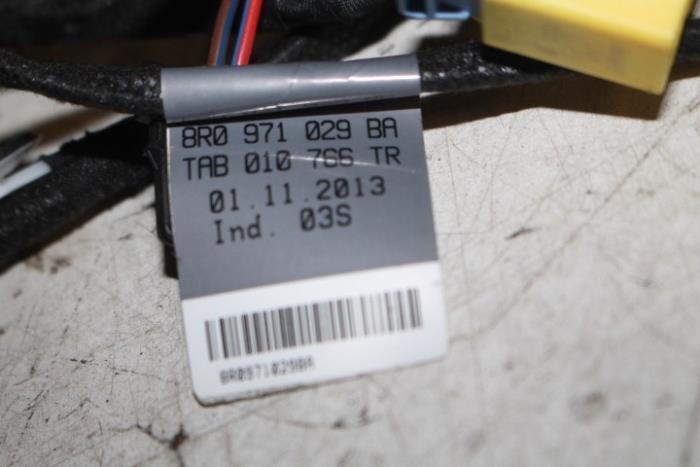 8R0 971 029 BA
TAB 010 766 TR
01.11.2013
Ind. 03S
8R0971029BA